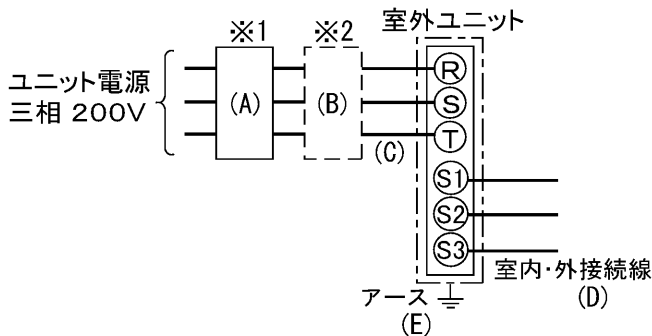 ※1
※2
室外ユニット
ユニット電源
三相 200V
(A)
(B)
(C)
R
S
T
S1
S2
S3
室内・外接続線
(D)
アース
(E)